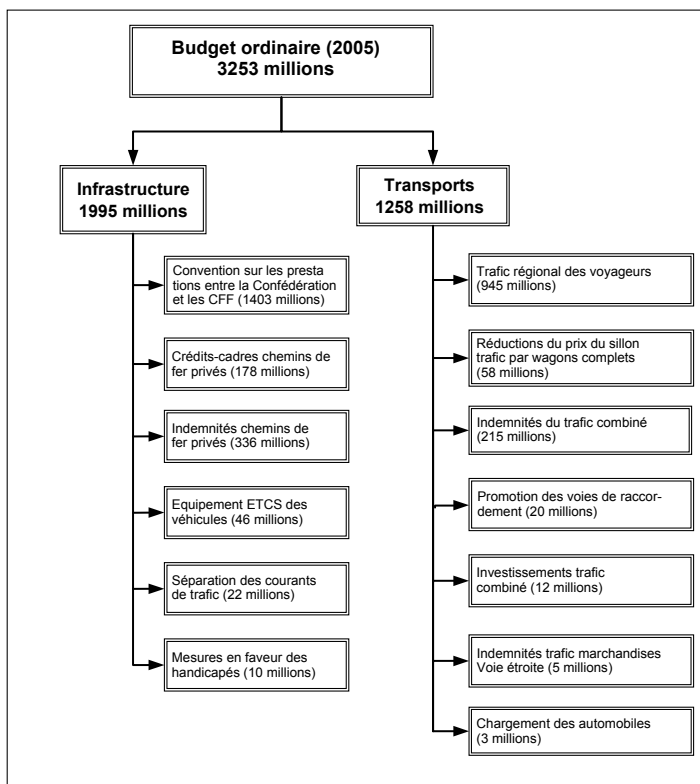 Budget ordinaire (2005)
3253 millions
Infrastructure
1995 millions
Convention sur les presta
tions entre la Confédération
et les CFF (1403 millions)
Crédits-cadres chemins de
fer privés (178 millions)
Indemnités chemins de
fer privés (336 millions)
Equipement ETCS des
véhicules (46 millions)
Séparation des courants
de trafic (22 millions)
Mesures en faveur des
handicapés (10 millions)
Transports
1258 millions
Trafic régional des voyageurs
(945 millions)
Réductions du prix du sillon
trafic par wagons complets
(58 millions)
Indemnités du trafic combiné
(215 millions)
Promotion des voies de raccor-
dement (20 millions)
Investissements trafic
combiné (12 millions)
Indemnités trafic marchandises
Voie étroite (5 millions)
Chargement des automobiles
(3 millions)